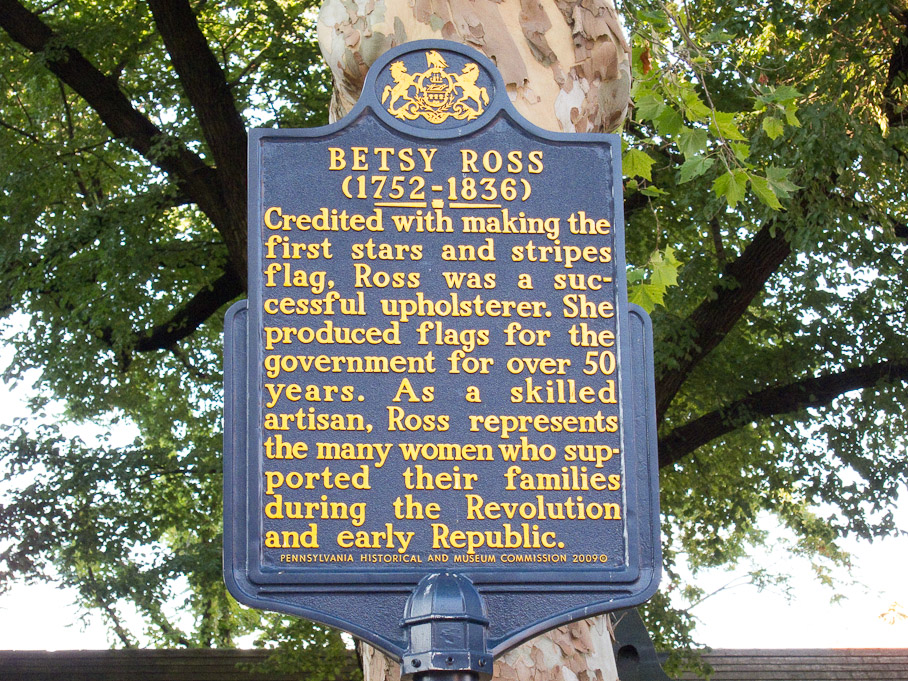 BETSY ROSS
(1752-1836)
Credited with making the
first stars and stripes
flag, Ross was a suc-
cessful upholsterer. She
produced flags for the
government for over 50
years. As a skilled
artisan, Ross represents
the many women who sup-
ported their families
during the Revolution
and early Republic.
PENNSYLVANIA HISTORICAL AND MUSEUM COMMISSION 2009